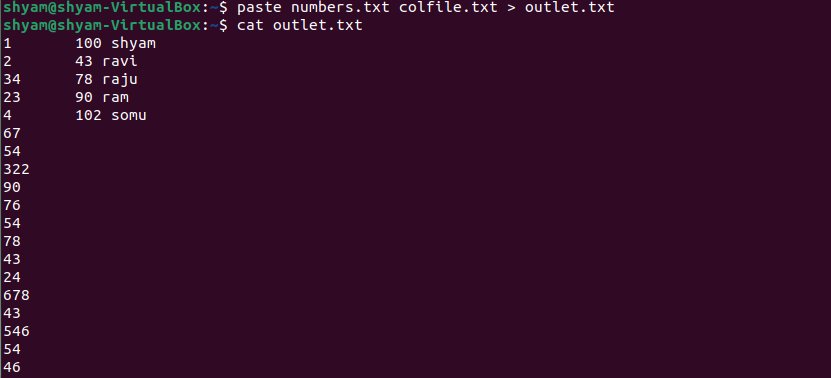 shyam@shyam-VirtualBox:~$ paste numbers.txt colfile.txt > outlet.txt
shyam@shyam-VirtualBox:~$ cat outlet.txt
1	100 shyam
2	43 ravi
34	78 raju
23	90 ram
4	102 somu
67
54
322
90
76
54
78
43
24
678
43
546
54
46